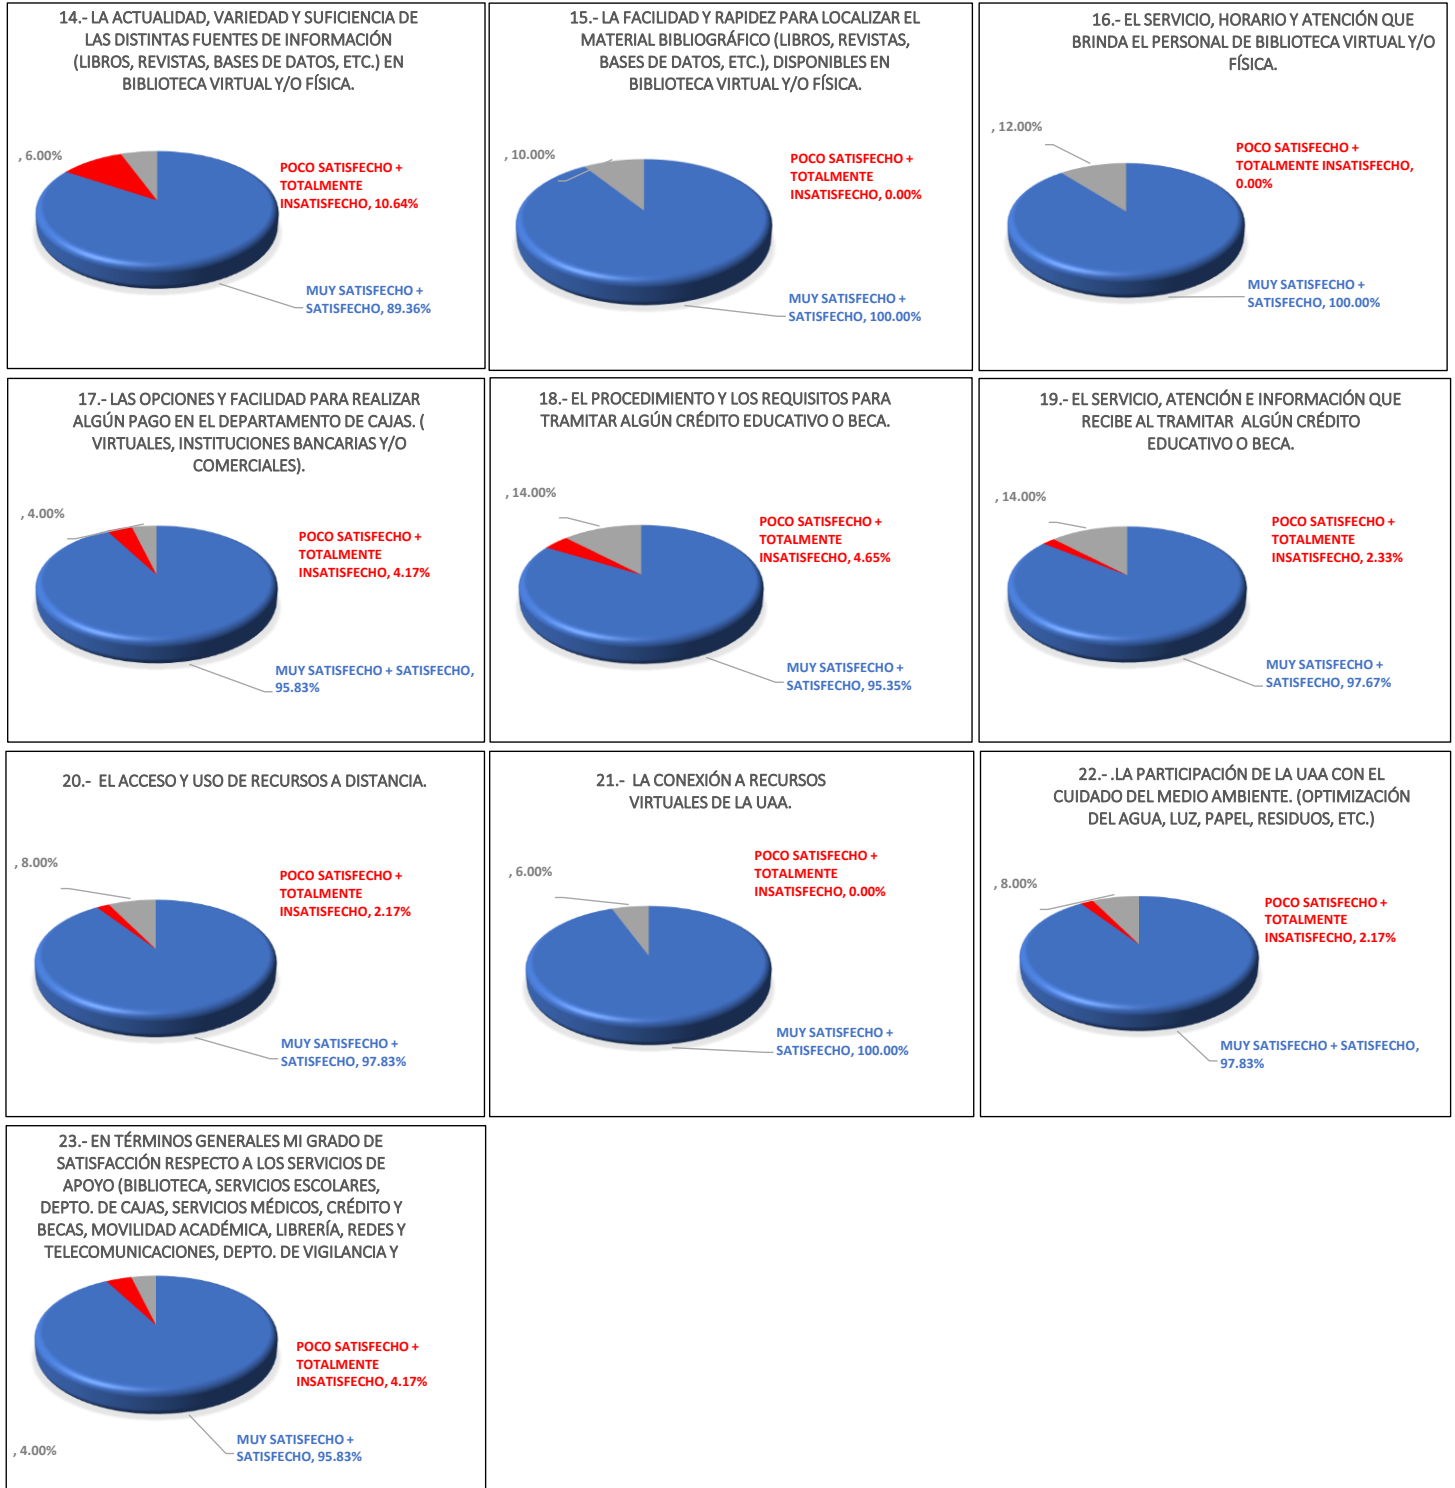 14.- LA ACTUALIDAD, VARIEDAD Y SUFICIENCIA DE
LAS DISTINTAS FUENTES DE INFORMACIÓN
(LIBROS, REVISTAS, BASES DE DATOS, ETC.) EN
BIBLIOTECA VIRTUAL Y/O FÍSICA.
, 6.00%
POCO SATISFECHO +
TOTALMENTE
INSATISFECHO, 10.64%
MUY SATISFECHO +
SATISFECHO, 89.36%
15.- LA FACILIDAD Y RAPIDEZ PARA LOCALIZAR EL
MATERIAL BIBLIOGRÁFICO (LIBROS, REVISTAS,
BASES DE DATOS, ETC.), DISPONIBLES EN
BIBLIOTECA VIRTUAL Y/O FÍSICA.
, 10.00%
POCO SATISFECHO +
TOTALMENTE
INSATISFECHO, 0.00%
MUY SATISFECHO +
SATISFECHO, 100.00%
16.- EL SERVICIO, HORARIO Y ATENCIÓN QUE
BRINDA EL PERSONAL DE BIBLIOTECA VIRTUAL Y/O
FÍSICA.
, 12.00%
POCO SATISFECHO +
TOTALMENTE INSATISFECHO,
0.00%
MUY SATISFECHO +
SATISFECHO, 100.00%
17.- LAS OPCIONES Y FACILIDAD PARA REALIZAR
ALGÚN PAGO EN EL DEPARTAMENTO DE CAJAS. (
VIRTUALES, INSTITUCIONES BANCARIAS Y/O
COMERCIALES).
, 4.00%
POCO SATISFECHO +
TOTALMENTE
INSATISFECHO, 4.17%
MUY SATISFECHO + SATISFECHO,
95.83%
18.- EL PROCEDIMIENTO Y LOS REQUISITOS PARA
TRAMITAR ALGÚN CRÉDITO EDUCATIVO O BECA.
, 14.00%
POCO SATISFECHO +
TOTALMENTE
INSATISFECHO, 4.65%
MUY SATISFECHO +
SATISFECHO, 95.35%
19.- EL SERVICIO, ATENCIÓN E INFORMACIÓN QUE
RECIBE AL TRAMITAR ALGÚN CRÉDITO
EDUCATIVO O BECA.
, 14.00%
POCO SATISFECHO +
TOTALMENTE
INSATISFECHO, 2.33%
MUY SATISFECHO +
SATISFECHO, 97.67%
20.- EL ACCESO Y USO DE RECURSOS A DISTANCIA.
, 8.00%
POCO SATISFECHO +
TOTALMENTE
INSATISFECHO, 2.17%
MUY SATISFECHO +
SATISFECHO, 97.83%
21.- LA CONEXIÓN A RECURSOS
VIRTUALES DE LA UAA.
, 6.00%
POCO SATISFECHO +
TOTALMENTE
INSATISFECHO, 0.00%
MUY SATISFECHO +
SATISFECHO, 100.00%
22.- .LA PARTICIPACIÓN DE LA UAA CON EL
CUIDADO DEL MEDIO AMBIENTE. (OPTIMIZACIÓN
DEL AGUA, LUZ, PAPEL, RESIDUOS, ETC.)
, 8.00%
POCO SATISFECHO +
TOTALMENTE
INSATISFECHO, 2.17%
MUY SATISFECHO + SATISFECHO,
97.83%
23.- EN TÉRMINOS GENERALES MI GRADO DE
SATISFACCIÓN RESPECTO A LOS SERVICIOS DE
APOYO (BIBLIOTECA, SERVICIOS ESCOLARES,
DEPTO. DE CAJAS, SERVICIOS MÉDICOS, CRÉDITO Y
BECAS, MOVILIDAD ACADÉMICA, LIBRERÍA, REDES Y
TELECOMUNICACIONES, DEPTO. DE VIGILANCIA Y
POCO SATISFECHO +
TOTALMENTE
INSATISFECHO, 4.17%
MUY SATISFECHO +
SATISFECHO, 95.83%
, 4.00%